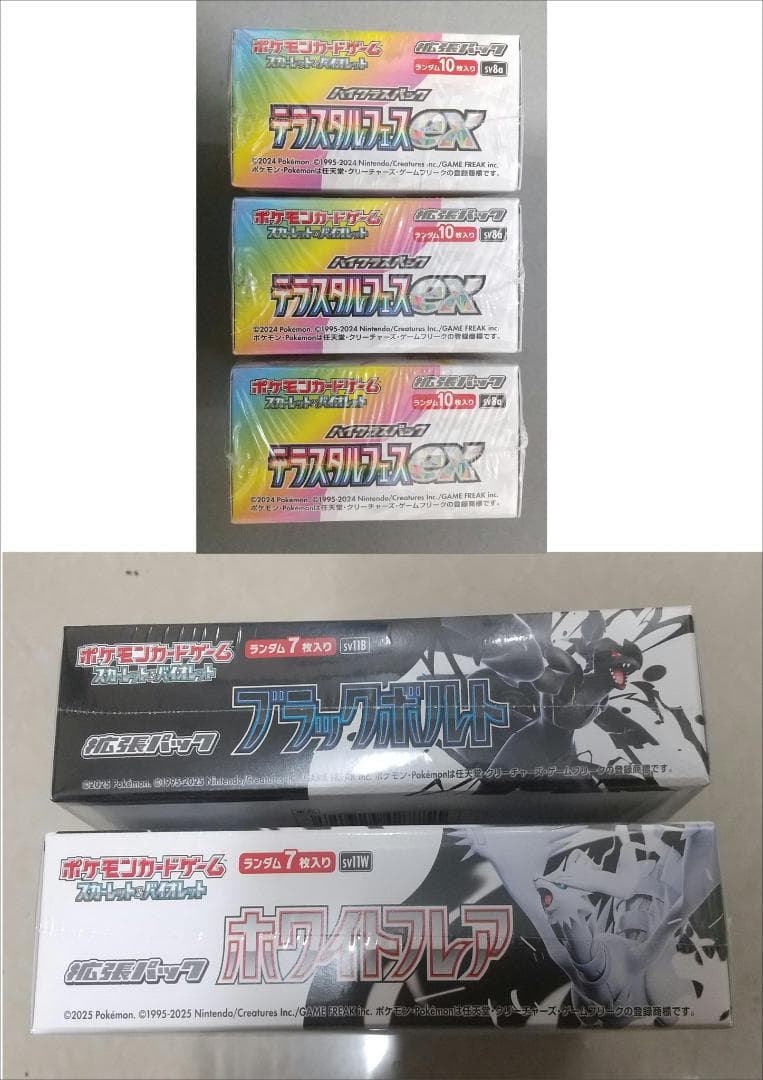 ポケモンカードゲーム 拡張パック
スカーレット&バイオレット ランダム10枚入り sv8a
ハイクラスパック
テラスタルフェスex
©2024 Pokémon. ©1995-2024 Nintendo/Creatures Inc./GAME FREAK inc.
ポケモン・Pokémonは任天堂・クリーチャーズ・ゲームフリークの登録商標です。
ポケモンカードゲーム 拡張パック
スカーレット&バイオレット ランダム10枚入り sv8a
ハイクラスパック
テラスタルフェスex
©2024 Pokémon. ©1995-2024 Nintendo/Creatures Inc./GAME FREAK inc.
ポケモン・Pokémonは任天堂・クリーチャーズ・ゲームフリークの登録商標です。
ポケモンカードゲーム 拡張パック
スカーレット&バイオレット ランダム10枚入り sv8a
ハイクラスパック
テラスタルフェスex
©2024 Pokémon. ©1995-2024 Nintendo/Creatures Inc./GAME FREAK inc.
ポケモン・Pokémonは任天堂・クリーチャーズ・ゲームフリークの登録商標です。
ポケモンカードゲーム ランダム7枚入り sv11B
スカーレット&バイオレット
ブラックボルト
拡張パック
©2025 Pokémon. ©1995-2025 Nintendo/Creatures Inc./GAME FREAK inc. ポケモン・Pokémonは任天堂・クリーチャーズ・ゲームフリークの登録商標です。
ポケモンカードゲーム ランダム7枚入り sv11W
スカーレット&バイオレット
ホワイトフレア
拡張パック
©2025 Pokémon. ©1995-2025 Nintendo/Creatures Inc./GAME FREAK inc. ポケモン・Pokémonは任天堂・クリーチャーズ・ゲームフリークの登録商標です。